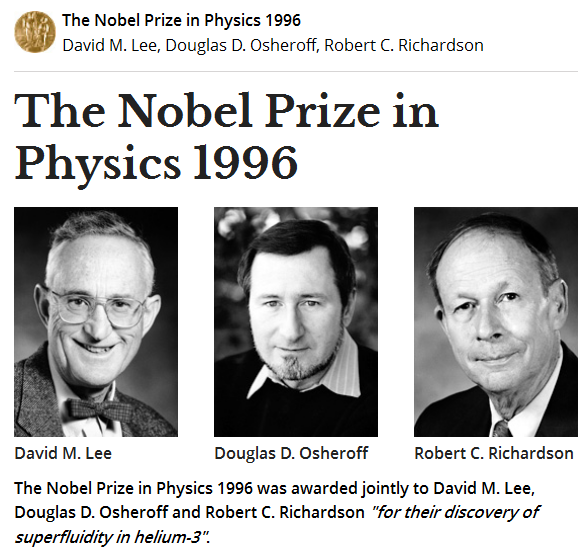 The Nobel Prize in Physics 1996
David M. Lee, Douglas D. Osheroff, Robert C. Richardson
The Nobel Prize in
Physics 1996
David M. Lee
Douglas D. Osheroff
Robert C. Richardson
The Nobel Prize in Physics 1996 was awarded jointly to David M. Lee,
Douglas D. Osheroff and Robert C. Richardson "for their discovery of
superfluidity in helium-3".